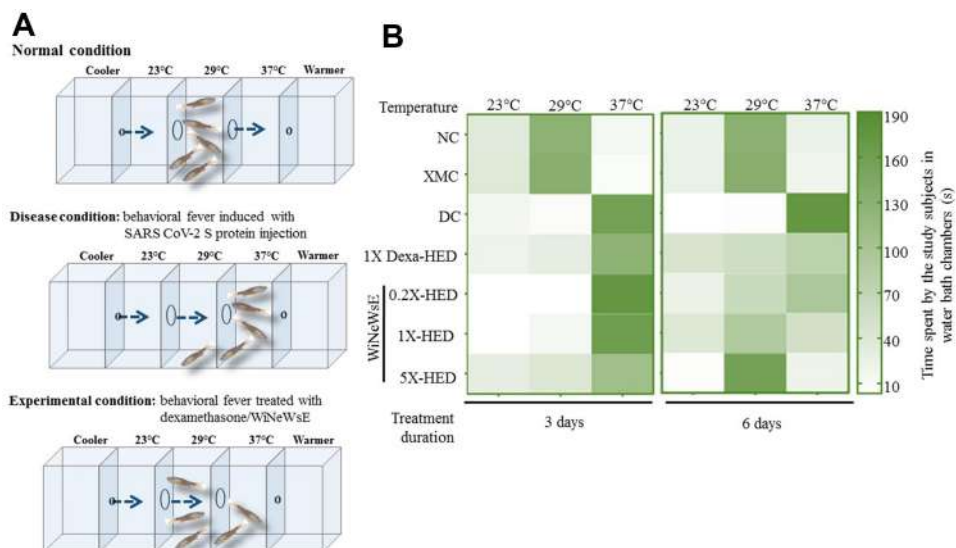 A
Normal condition
Cooler 23°C 29°C 37°C Warmer
Disease condition: behavioral fever induced with
SARS CoV-2 S protein injection
Cooler 23°C 29°C 37°C Warmer
Experimental condition: behavioral fever treated with
dexamethasone/WiNeWsE
Cooler 23°C 29°C 37°C Warmer
B
Temperature 23°C 29°C 37°C 23°C 29°C 37°C
NC
XMC
DC
1X Dexa-HED
WiNeWsE
0.2X-HED
1X-HED
5X-HED
Treatment
duration
3 days 6 days
190
160
130
100
70
40
10
Time spent by the study subjects in
water bath chambers (s)